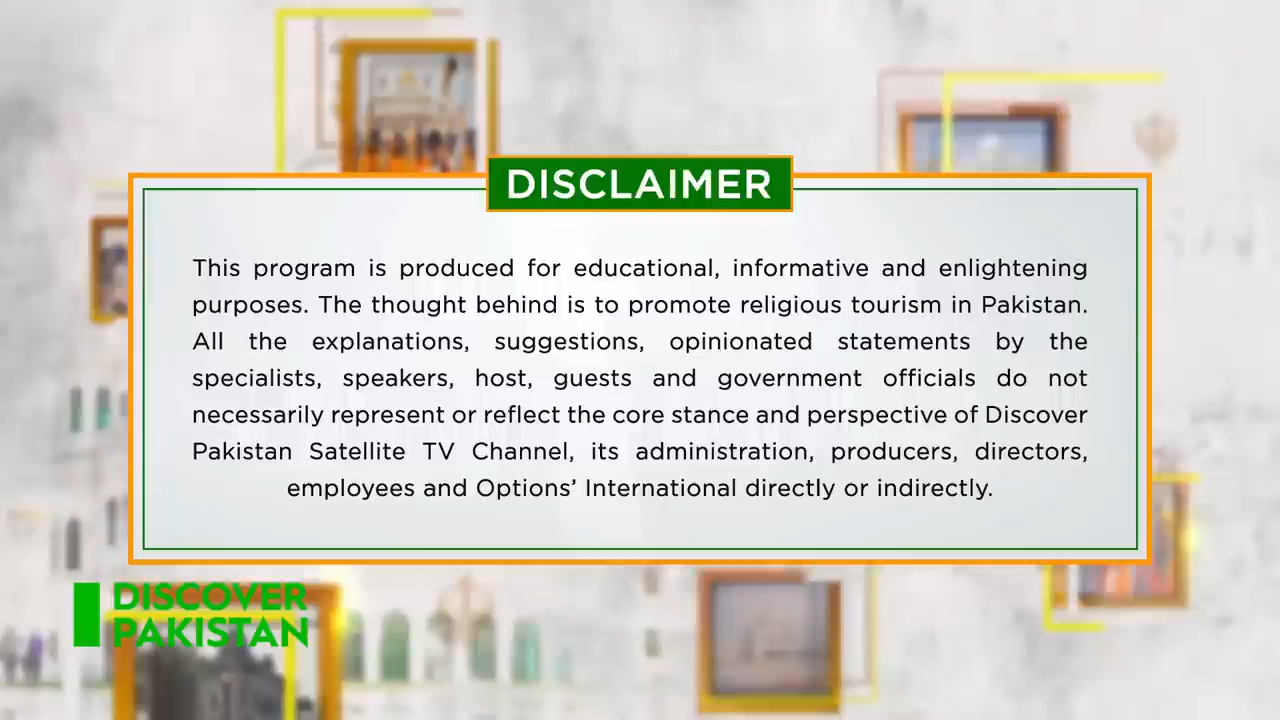 DISCLAIMER
This program is produced for educational, informative and enlightening
purposes. The thought behind is to promote religious tourism in Pakistan.
All the explanations, suggestions, opinionated statements by the
specialists, speakers, host, guests and government officials do not
necessarily represent or reflect the core stance and perspective of Discover
Pakistan Satellite TV Channel, its administration, producers, directors,
employees and Options’ International directly or indirectly.
DISCOVER
PAKISTAN